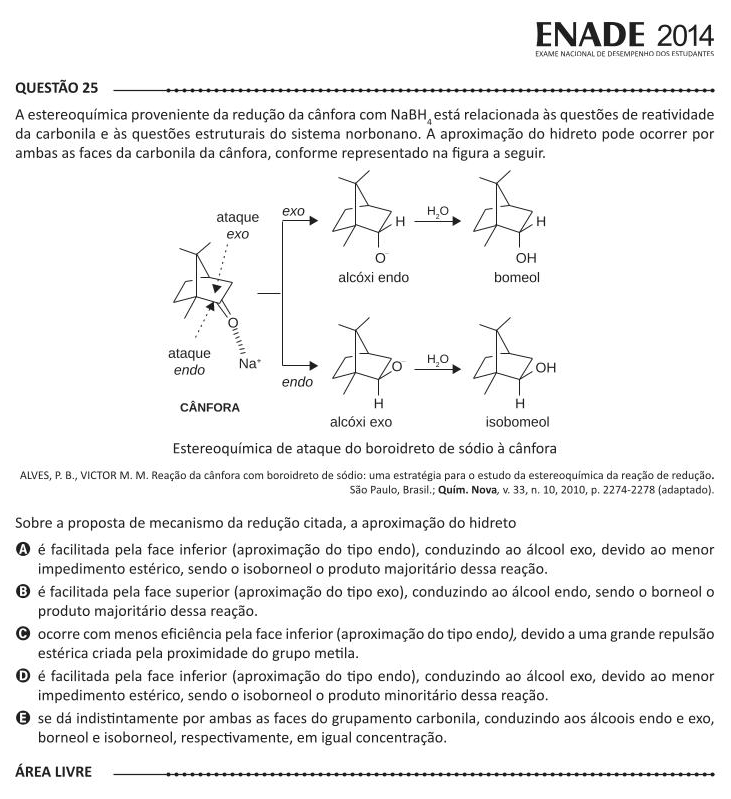 ENADE 2014
EXAME NACIONAL DE DESEMPENHO DOS ESTUDANTES
QUESTÃO 25
A estereoquímica proveniente da redução da cânfora com NaBH4 está relacionada às questões de reatividade
da carbonila e às questões estruturais do sistema norbonano. A aproximação do hidreto pode ocorrer por
ambas as faces da carbonila da cânfora, conforme representado na figura a seguir.
ataque
exo
exo
H
O-
alcóxi endo
H2O
H
OH
bomeol
O
Na+
ataque
endo
CÂNFORA
endo
O-
H
alcóxi exo
H2O
OH
H
isobomeol
Estereoquímica de ataque do boroidreto de sódio à cânfora
ALVES, P. B., VICTOR M. M. Reação da cânfora com boroidreto de sódio: uma estratégia para o estudo da estereoquímica da reação de redução.
São Paulo, Brasil.; Quím. Nova, v. 33, n. 10, 2010, p. 2274-2278 (adaptado).
Sobre a proposta de mecanismo da redução citada, a aproximação do hidreto
A é facilitada pela face inferior (aproximação do tipo endo), conduzindo ao álcool exo, devido ao menor
impedimento estérico, sendo o isoborneol o produto majoritário dessa reação.
B é facilitada pela face superior (aproximação do tipo exo), conduzindo ao álcool endo, sendo o borneol o
produto majoritário dessa reação.
C ocorre com menos eficiência pela face inferior (aproximação do tipo endo), devido a uma grande repulsão
estérica criada pela proximidade do grupo metila.
D é facilitada pela face inferior (aproximação do tipo endo), conduzindo ao álcool exo, devido ao menor
impedimento estérico, sendo o isoborneol o produto minoritário dessa reação.
E se dá indistintamente por ambas as faces do grupamento carbonila, conduzindo aos álcoois endo e exo,
borneol e isoborneol, respectivamente, em igual concentração.
ÁREA LIVRE